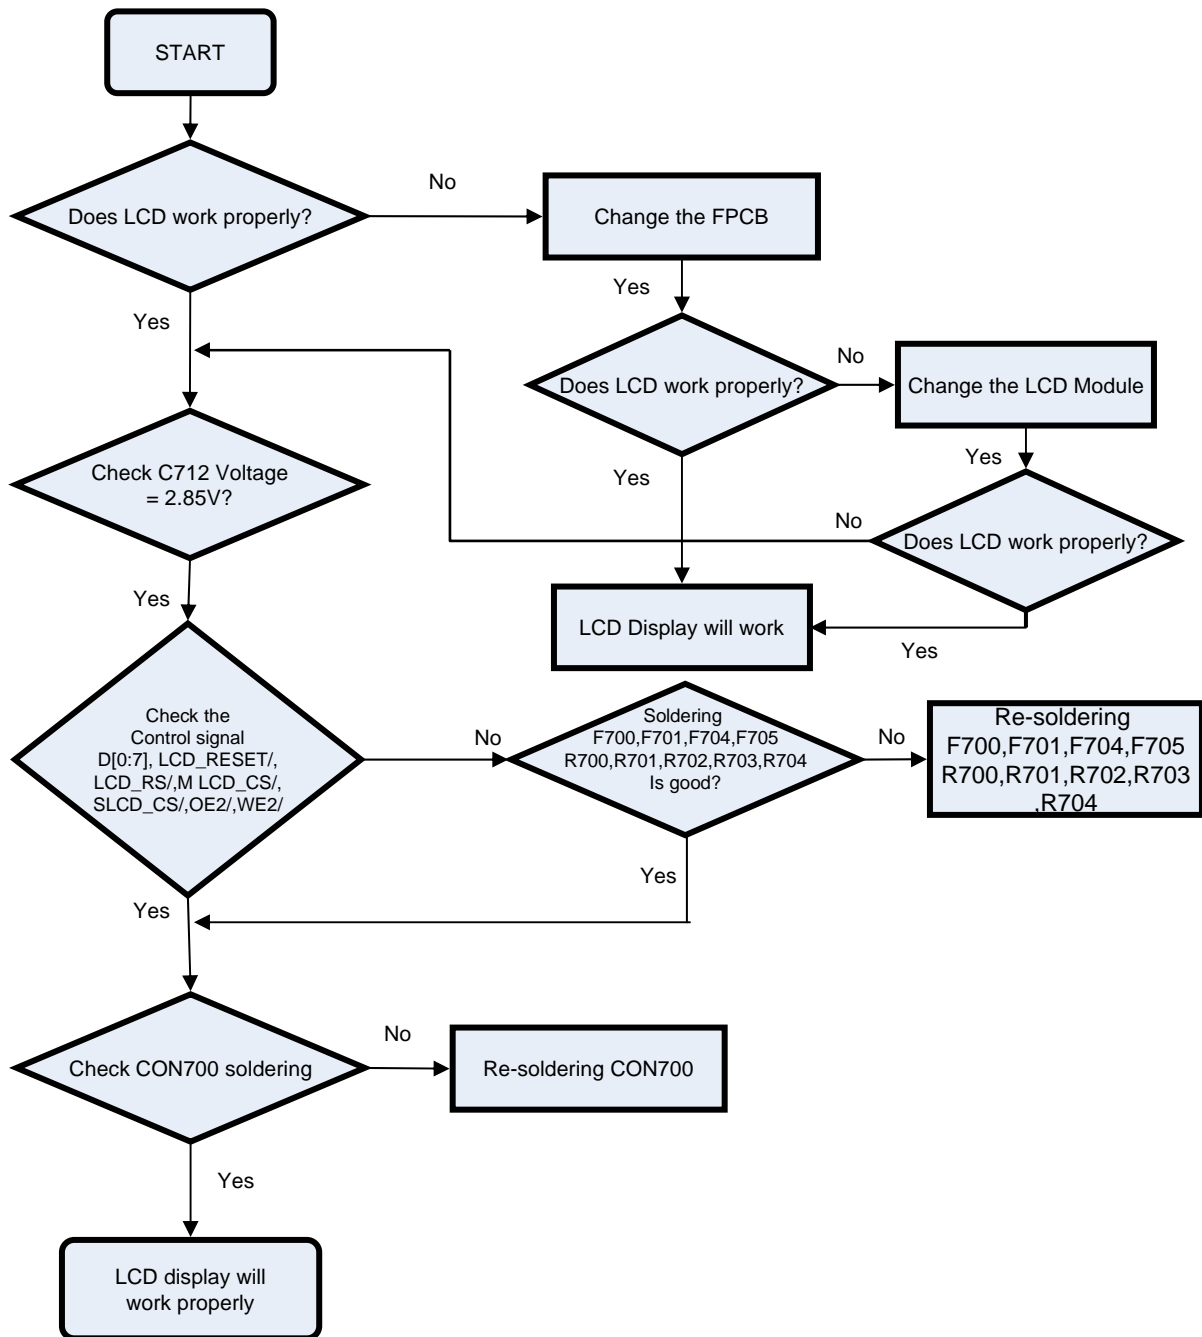 START
Does LCD work properly?
No
Change the FPCB
Yes
Yes
Does LCD work properly?
No
Change the LCD Module
Check C712 Voltage
= 2.85V?
Yes
Yes
No
Does LCD work properly?
Yes
LCD Display will work
Yes
Check the
Control signal
D[0:7], LCD_RESET/,
LCD_RS/,M LCD_CS/,
SLCD_CS/,OE2/,WE2/
No
Soldering
F700,F701,F704,F705
R700,R701,R702,R703,R704
Is good?
No
Re-soldering
F700,F701,F704,F705
R700,R701,R702,R703
,R704
Yes
Yes
Check CON700 soldering
No
Re-soldering CON700
Yes
LCD display will
work properly